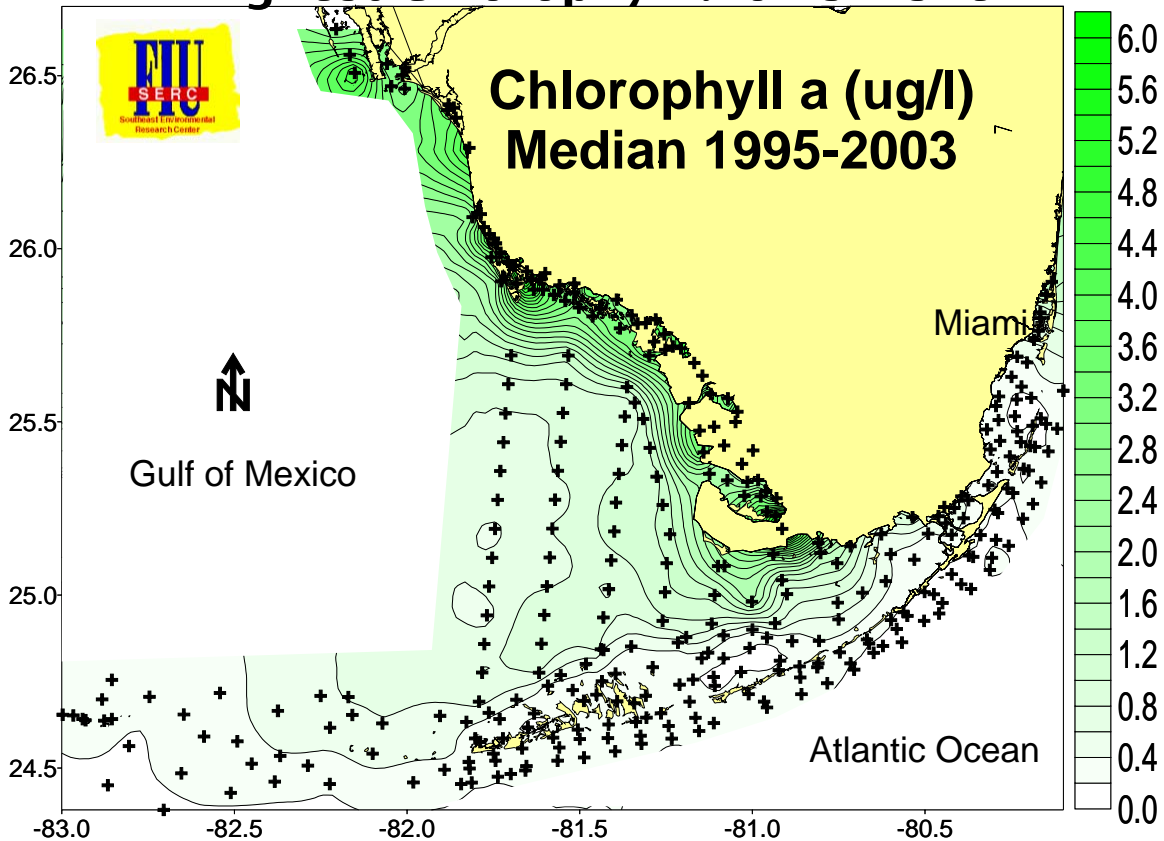 FIU
SERC
Southeast Environmental
Research Center
Chlorophyll a (ug/l)
Median 1995-2003
Miami
Gulf of Mexico
Atlantic Ocean
N
26.5
26.0
25.5
25.0
24.5
-83.0
-82.5
-82.0
-81.5
-81.0
-80.5
6.0
5.6
5.2
4.8
4.4
4.0
3.6
3.2
2.8
2.4
2.0
1.6
1.2
0.8
0.4
0.0